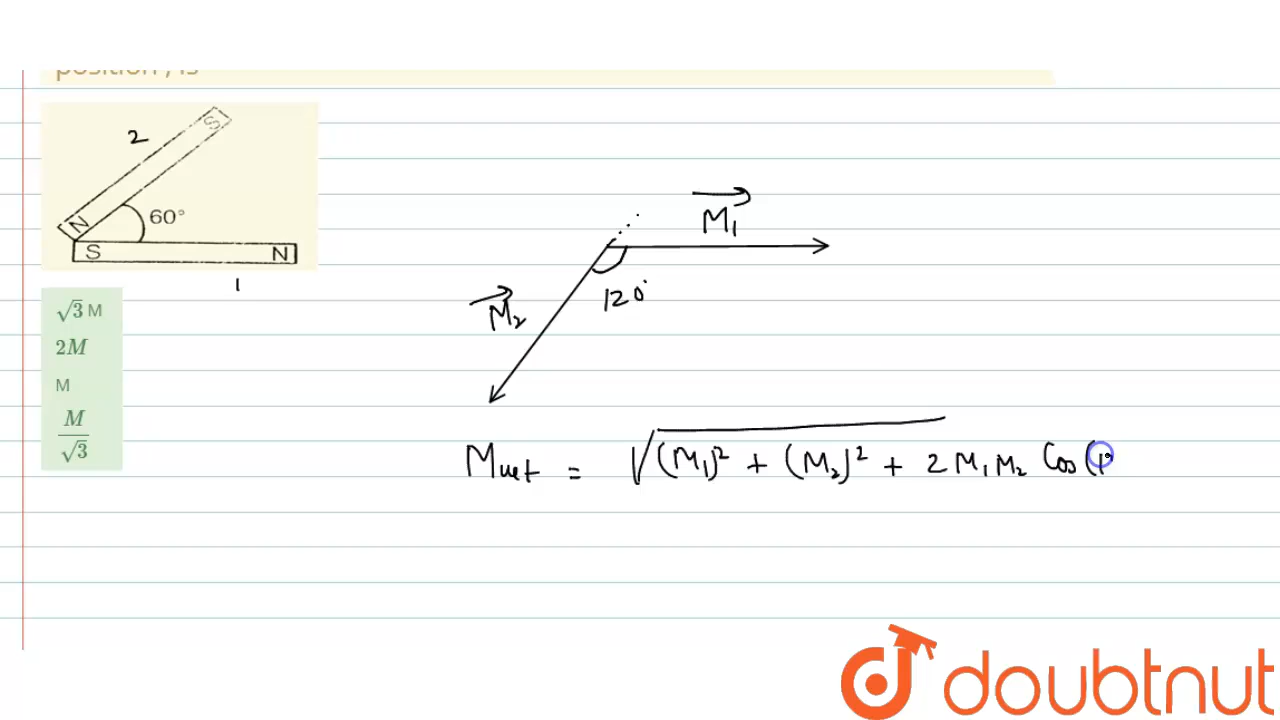 position , is
2
S
N
60°
S
N
1
√3 M
2M
M
M/√3
M₁
M₂
120°
Mnet = √(M₁)² + (M₂)² + 2 M₁ M₂ Cos(12
doubtnut